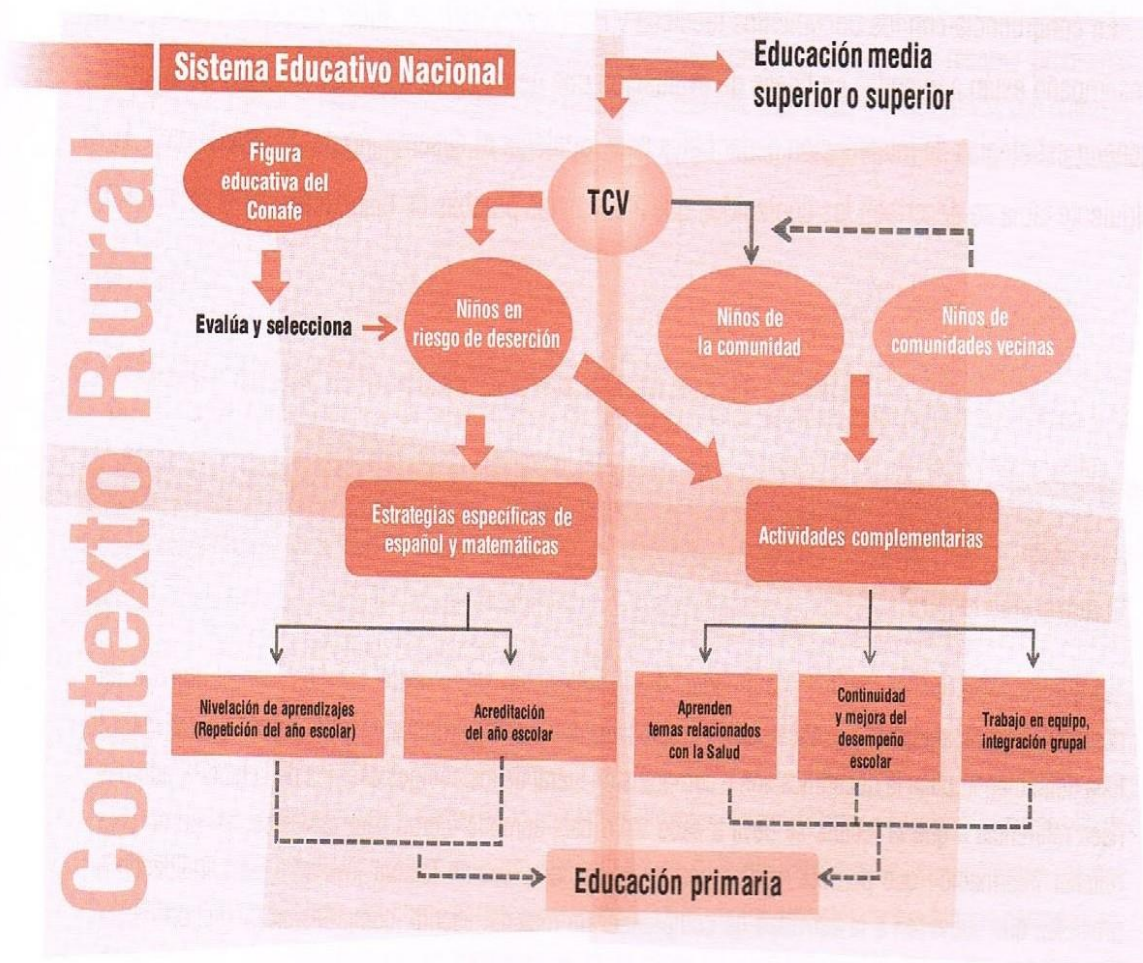 Sistema Educativo Nacional
Educación media
superior o superior
Contexto Rural
Figura
educativa del
Conafe
TCV
Evalúa y selecciona
Niños en
riesgo de deserción
Niños de
la comunidad
Niños de
comunidades vecinas
Estrategias específicas de
español y matemáticas
Actividades complementarias
Nivelación de aprendizajes
(Repetición del año escolar)
Acreditación
del año escolar
Aprenden
temas relacionados
con la Salud
Continuidad
y mejora del
desempeño
escolar
Trabajo en equipo,
integración grupal
Educación primaria